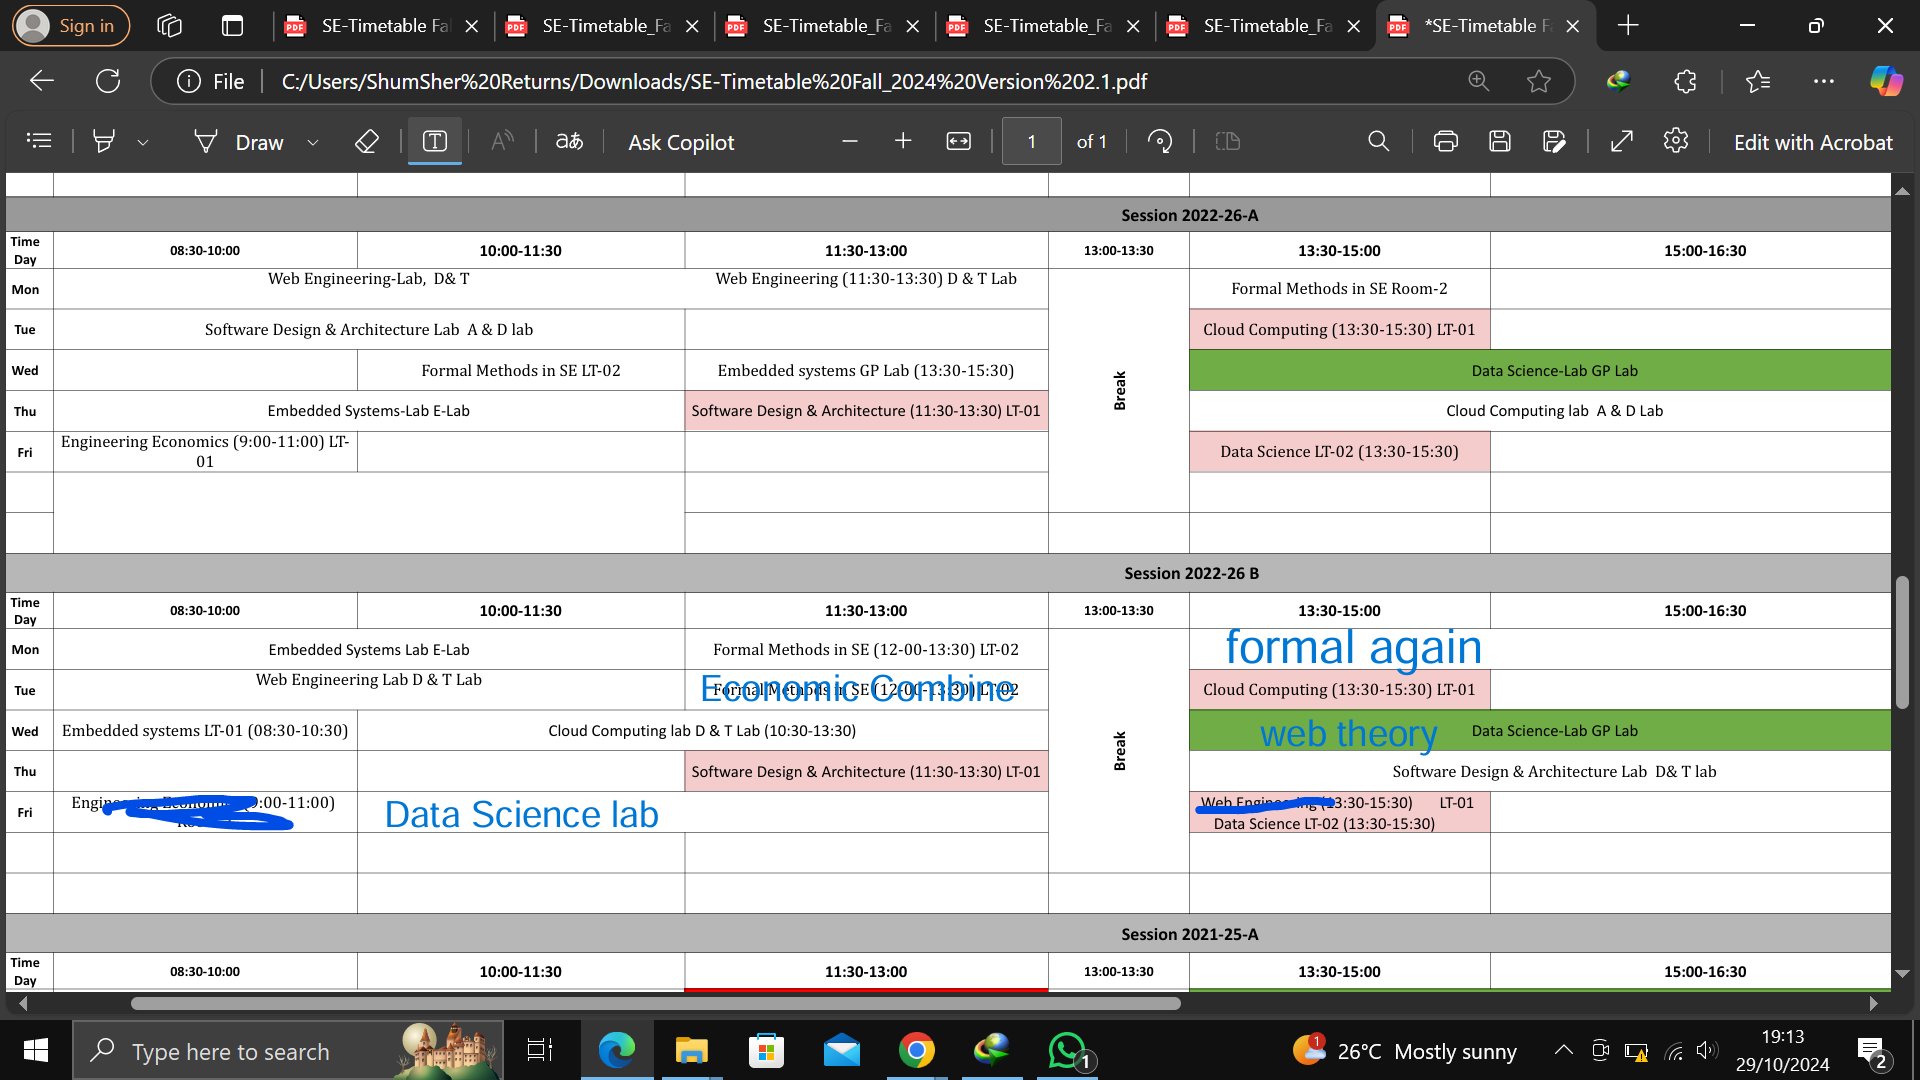 Sign in
SE-Timetable Fal
SE-Timetable_Fa
SE-Timetable_Fa
SE-Timetable_Fa
SE-Timetable_Fa
*SE-Timetable F
File C:/Users/ShumSher%20Returns/Downloads/SE-Timetable%20Fall_2024%20Version%202.1.pdf
Draw aあ Ask Copilot 1 of 1 Edit with Acrobat
Session 2022-26-A
Time Day 08:30-10:00 10:00-11:30 11:30-13:00 13:00-13:30 13:30-15:00 15:00-16:30
Mon Web Engineering-Lab, D& T Web Engineering (11:30-13:30) D & T Lab Formal Methods in SE Room-2
Tue Software Design & Architecture Lab A & D lab Cloud Computing (13:30-15:30) LT-01
Wed Formal Methods in SE LT-02 Embedded systems GP Lab (13:30-15:30) Data Science-Lab GP Lab
Break
Thu Embedded Systems-Lab E-Lab Software Design & Architecture (11:30-13:30) LT-01 Cloud Computing lab A & D Lab
Fri Engineering Economics (9:00-11:00) LT-01 Data Science LT-02 (13:30-15:30)
Session 2022-26 B
Time Day 08:30-10:00 10:00-11:30 11:30-13:00 13:00-13:30 13:30-15:00 15:00-16:30
Mon Embedded Systems Lab E-Lab Formal Methods in SE (12-00-13:30) LT-02 formal again
Tue Web Engineering Lab D & T Lab Formal Methods in SE (12-00-13:30) LT-02 Economic Combine Cloud Computing (13:30-15:30) LT-01
Wed Embedded systems LT-01 (08:30-10:30) Cloud Computing lab D & T Lab (10:30-13:30) web theory Data Science-Lab GP Lab
Break
Thu Software Design & Architecture (11:30-13:30) LT-01 Software Design & Architecture Lab D& T lab
Fri Engineering Economics (9:00-11:00) Data Science lab Web Engineering (13:30-15:30) LT-01
Data Science LT-02 (13:30-15:30)
Session 2021-25-A
Time Day 08:30-10:00 10:00-11:30 11:30-13:00 13:00-13:30 13:30-15:00 15:00-16:30
Type here to search 1 1 26°C Mostly sunny 19:13
29/10/2024 2